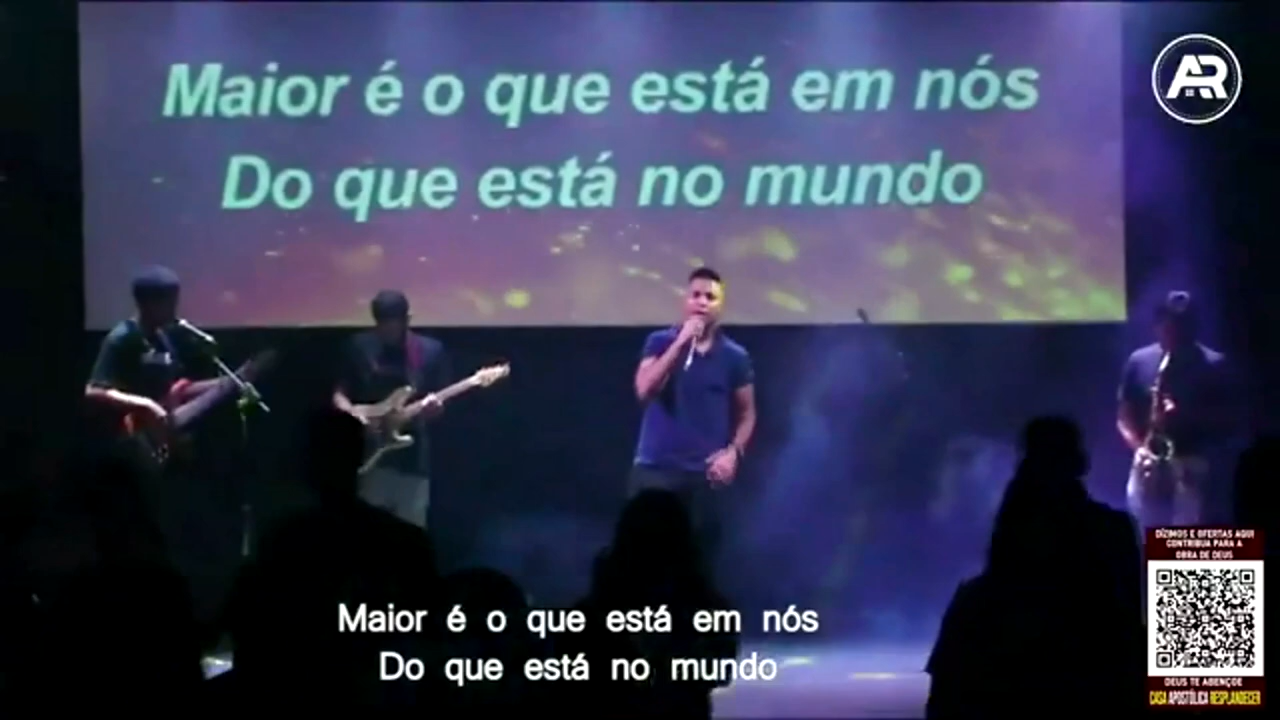 Maior é o que está em nós
Do que está no mundo
AR
DÍZIMOS E OFERTAS AQUI
CONTRIBUA PARA A
OBRA DE DEUS
DEUS TE ABENÇOE
CASA APOSTÓLICA RESPLANDECER
Maior é o que está em nós
Do que está no mundo